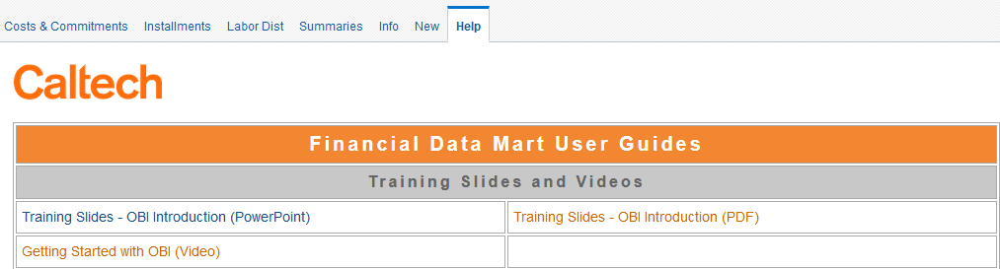 Costs & Commitments Installments Labor Dist Summaries Info New Help
Caltech
Financial Data Mart User Guides
Training Slides and Videos
Training Slides - OBI Introduction (PowerPoint) Training Slides - OBI Introduction (PDF)
Getting Started with OBI (Video)